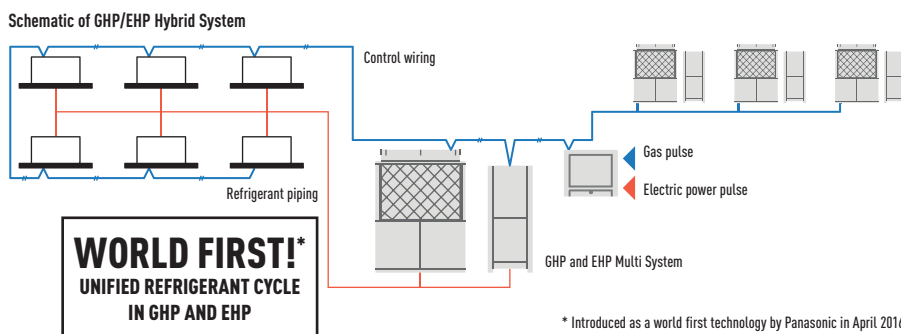 Schematic of GHP/EHP Hybrid System
Control wiring
Gas pulse
Electric power pulse
Refrigerant piping
GHP and EHP Multi System
WORLD FIRST!*
UNIFIED REFRIGERANT CYCLE
IN GHP AND EHP
* Introduced as a world first technology by Panasonic in April 2016